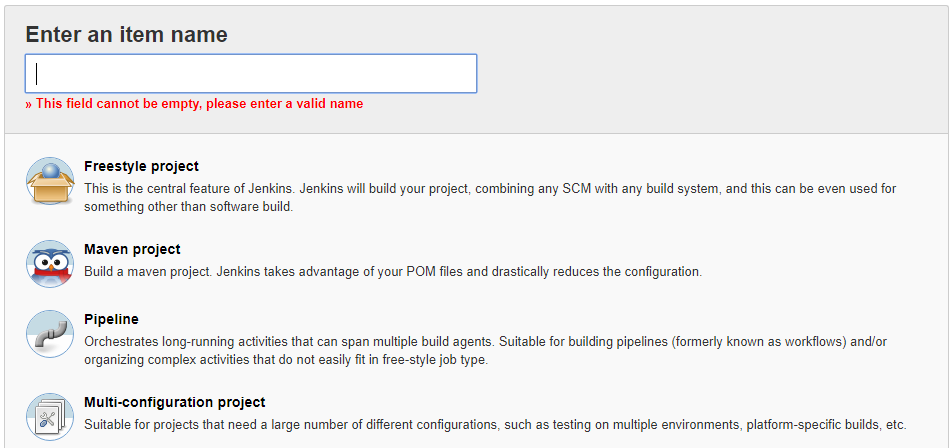 Enter an item name
» This field cannot be empty, please enter a valid name
Freestyle project
This is the central feature of Jenkins. Jenkins will build your project, combining any SCM with any build system, and this can be even used for
something other than software build.
Maven project
Build a maven project. Jenkins takes advantage of your POM files and drastically reduces the configuration.
Pipeline
Orchestrates long-running activities that can span multiple build agents. Suitable for building pipelines (formerly known as workflows) and/or
organizing complex activities that do not easily fit in free-style job type.
Multi-configuration project
Suitable for projects that need a large number of different configurations, such as testing on multiple environments, platform-specific builds, etc.